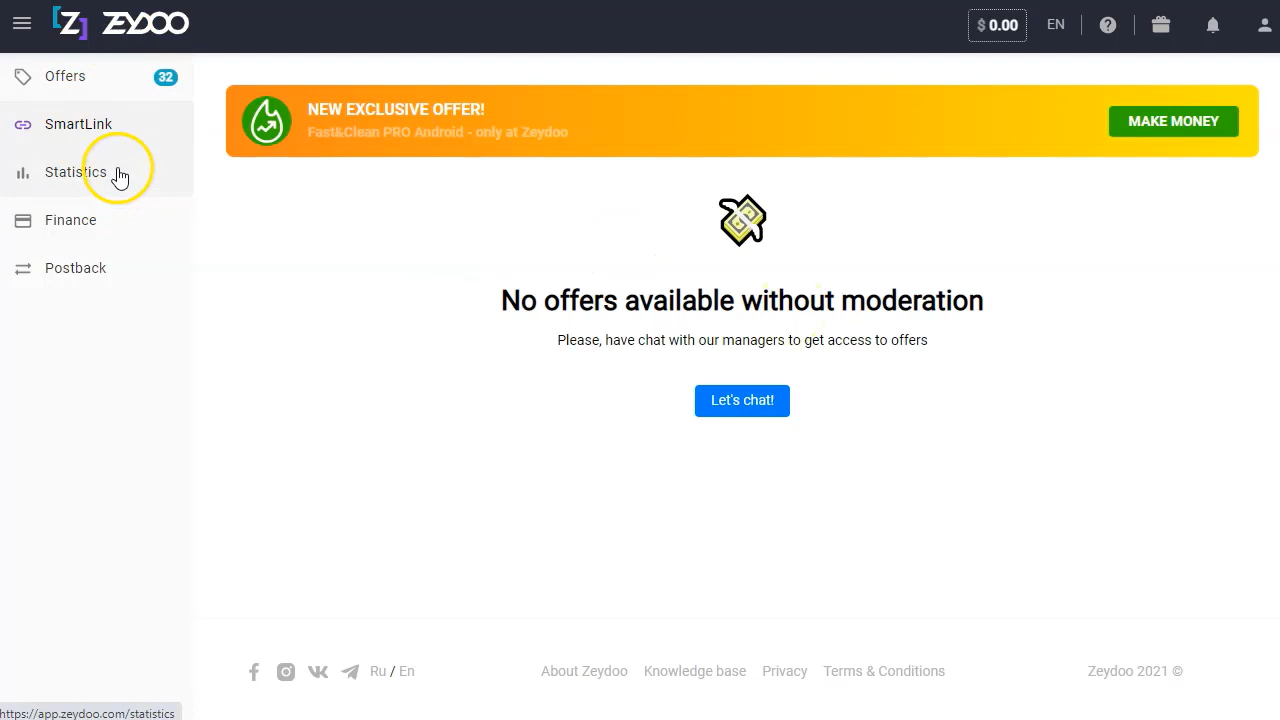 ZEYDOO
$ 0.00
EN
Offers
32
SmartLink
Statistics
Finance
Postback
NEW EXCLUSIVE OFFER!
Fast&Clean PRO Android - only at Zeydoo
MAKE MONEY
No offers available without moderation
Please, have chat with our managers to get access to offers
Let's chat!
Ru / En
About Zeydoo
Knowledge base
Privacy
Terms & Conditions
Zeydoo 2021 ©
https://app.zeydoo.com/statistics